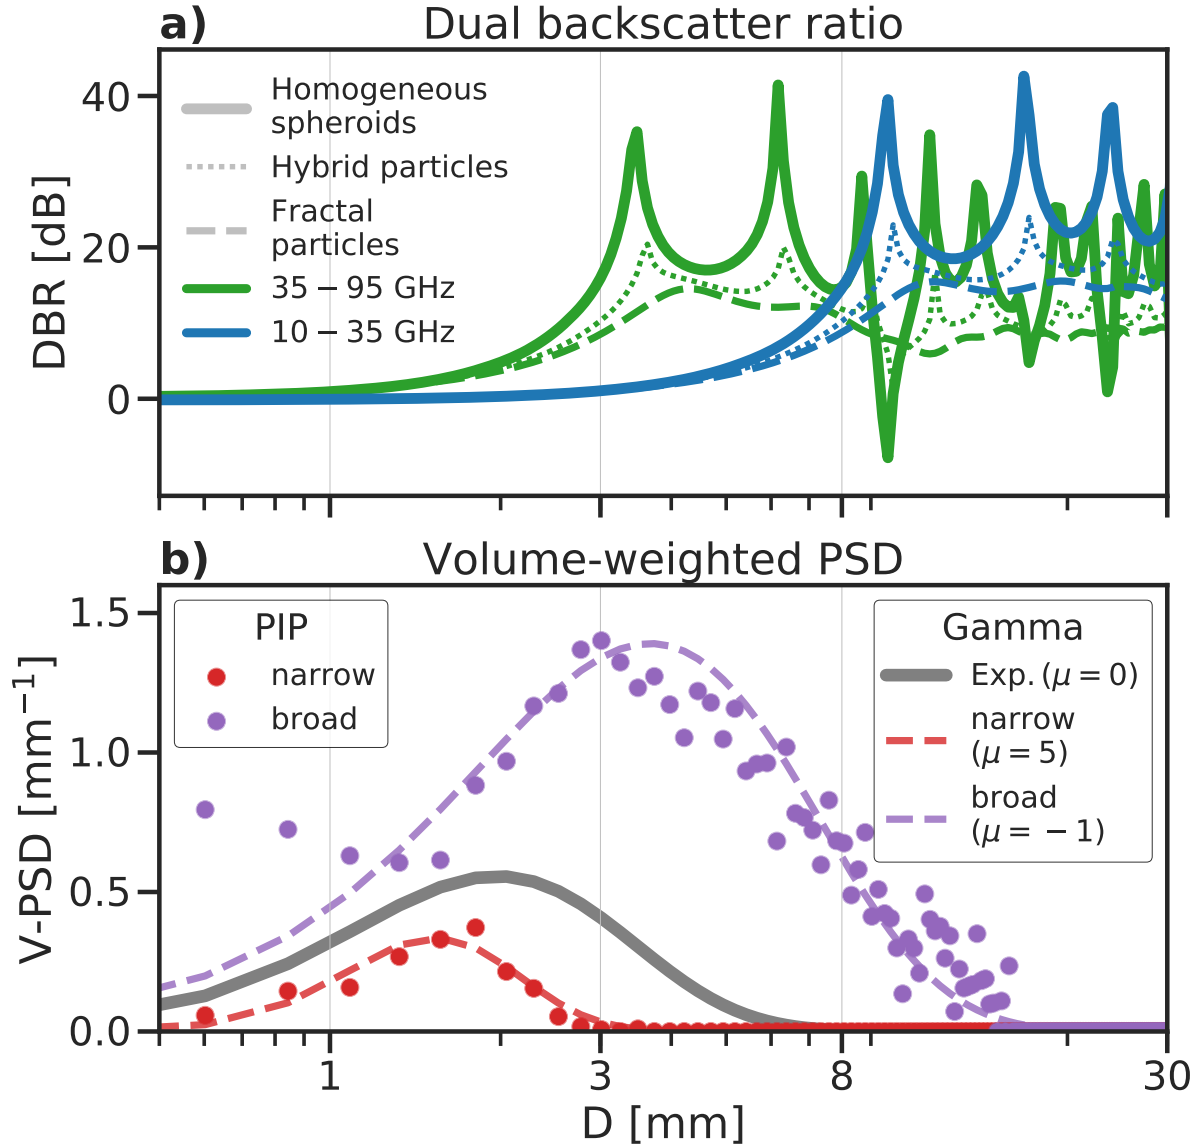 a) Dual backscatter ratio
DBR [dB]
40
20
0
Homogeneous
spheroids
Hybrid particles
Fractal
particles
35 − 95 GHz
10 − 35 GHz
b) Volume-weighted PSD
V-PSD [mm⁻¹]
1.5
1.0
0.5
0.0
PIP
narrow
broad
Gamma
Exp. (μ = 0)
narrow
(μ = 5)
broad
(μ = −1)
1 3 8 30
D [mm]